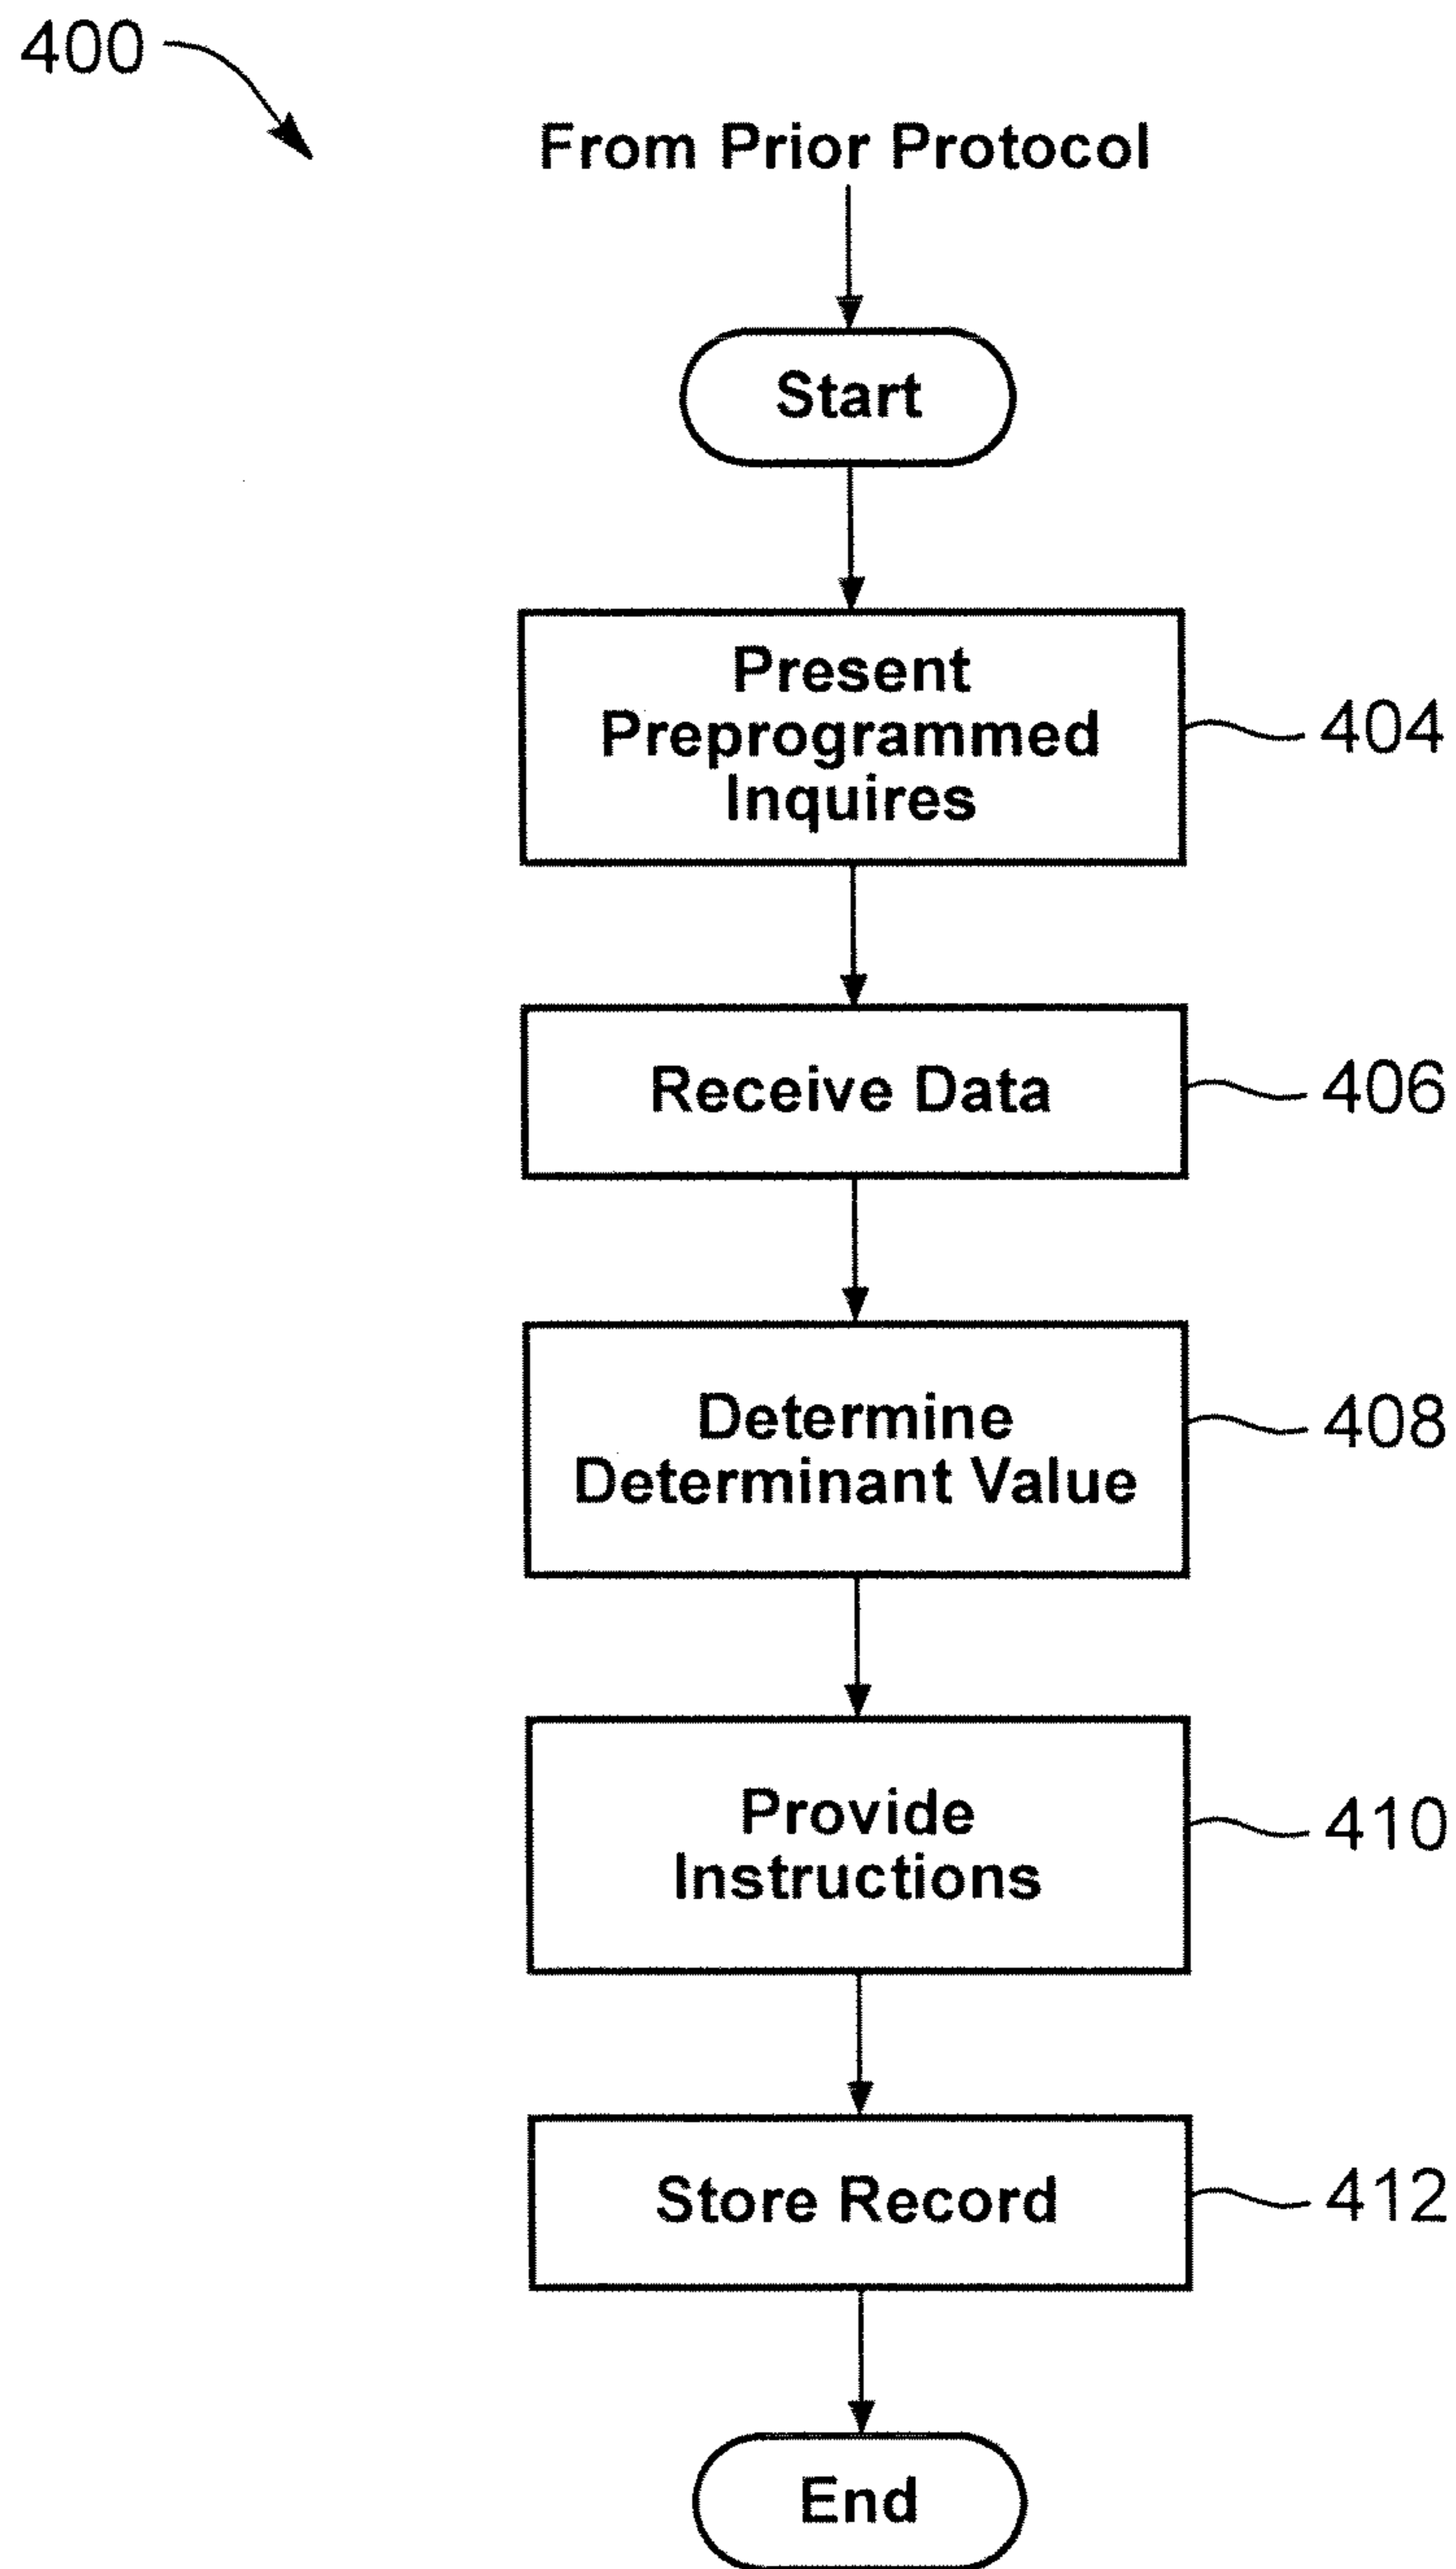 400
From Prior Protocol
Start
Present
Preprogrammed
Inquires
404
Receive Data
406
Determine
Determinant Value
408
Provide
Instructions
410
Store Record
412
End